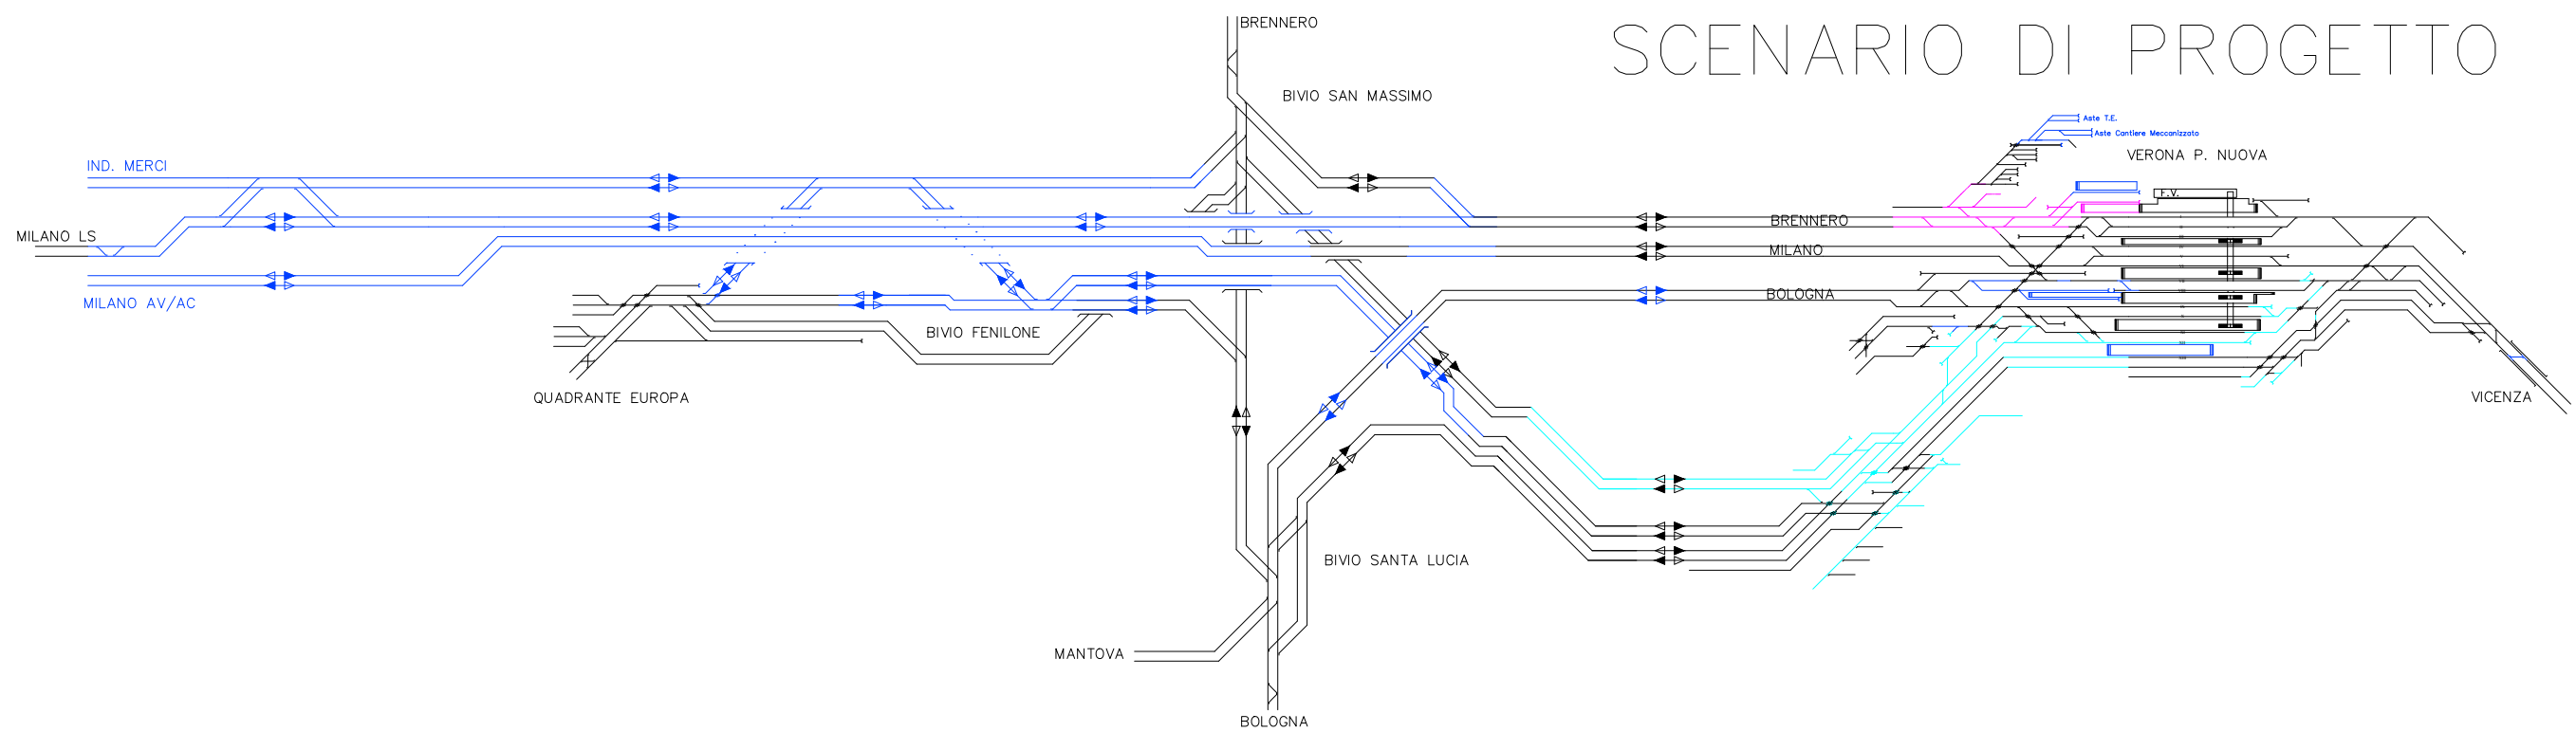 SCENARIO DI PROGETTO
BRENNERO
BIVIO SAN MASSIMO
Aste T.E.
Aste Cantiere Meccanizzato
VERONA P. NUOVA
IND. MERCI
F.V.
BRENNERO
MILANO LS
MILANO
MILANO AV/AC
BOLOGNA
BIVIO FENILONE
QUADRANTE EUROPA
VICENZA
BIVIO SANTA LUCIA
MANTOVA
BOLOGNA